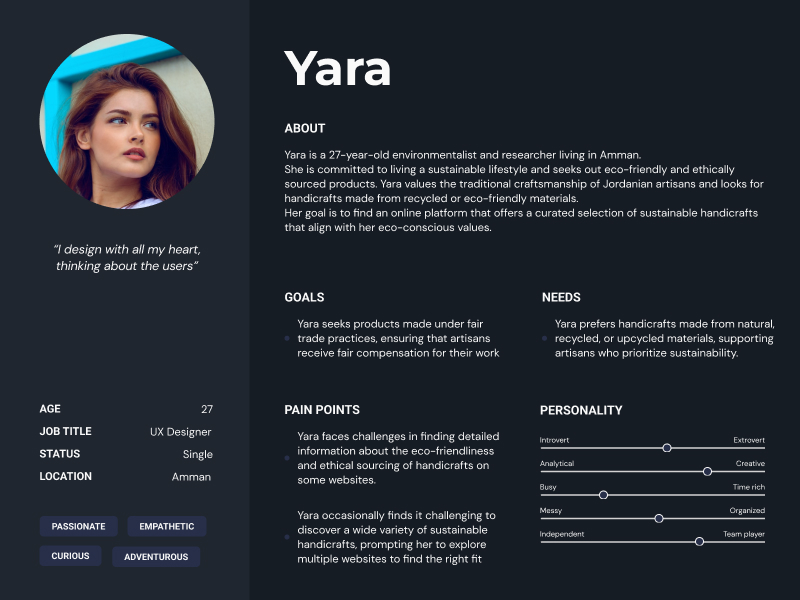 Yara
ABOUT
Yara is a 27-year-old environmentalist and researcher living in Amman.
She is committed to living a sustainable lifestyle and seeks out eco-friendly and ethically
sourced products. Yara values the traditional craftsmanship of Jordanian artisans and looks for
handicrafts made from recycled or eco-friendly materials.
Her goal is to find an online platform that offers a curated selection of sustainable handicrafts
that align with her eco-conscious values.
“I design with all my heart,
thinking about the users”
GOALS
Yara seeks products made under fair
trade practices, ensuring that artisans
receive fair compensation for their work
NEEDS
Yara prefers handicrafts made from natural,
recycled, or upcycled materials, supporting
artisans who prioritize sustainability.
AGE 27
JOB TITLE UX Designer
STATUS Single
LOCATION Amman
PASSIONATE EMPATHETIC
CURIOUS ADVENTUROUS
PAIN POINTS
Yara faces challenges in finding detailed
information about the eco-friendliness
and ethical sourcing of handicrafts on
some websites.
Yara occasionally finds it challenging to
discover a wide variety of sustainable
handicrafts, prompting her to explore
multiple websites to find the right fit
PERSONALITY
Introvert Extrovert
Analytical Creative
Busy Time rich
Messy Organized
Independent Team player